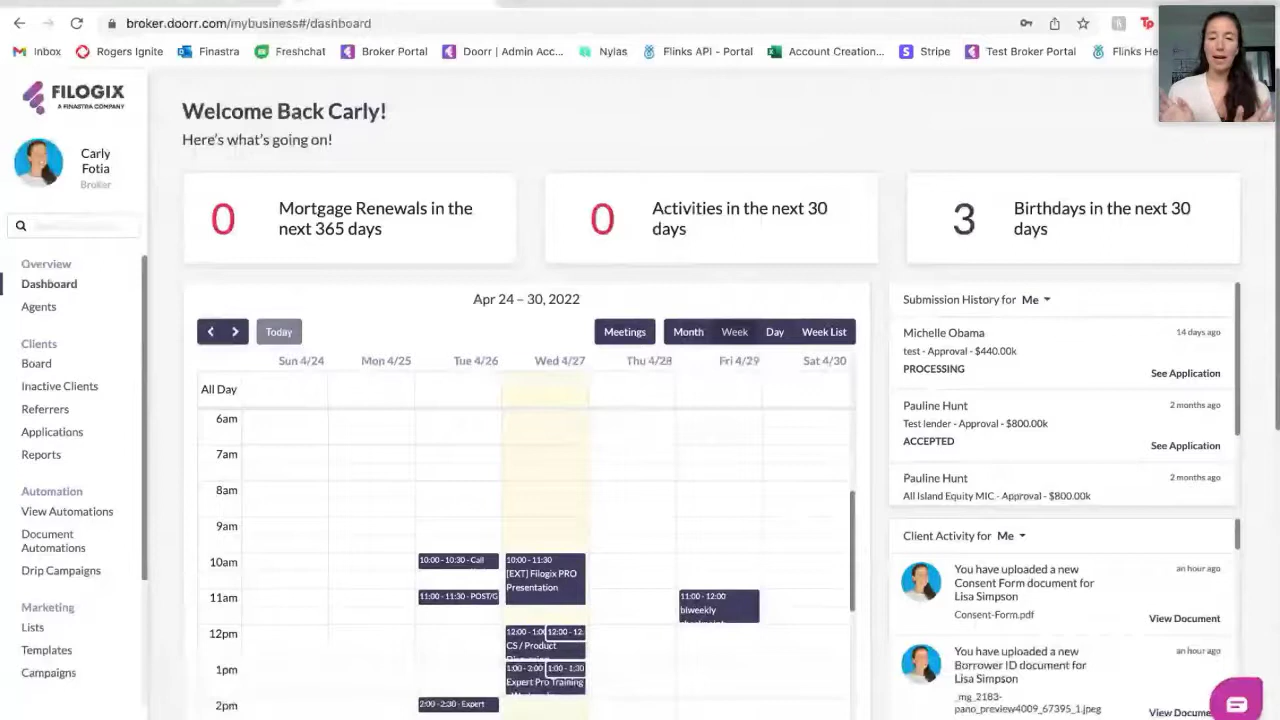 broker.doorr.com/mybusiness#/dashboard
Inbox
Rogers Ignite
Finastra
Freshchat
Broker Portal
Doorr | Admin Acc...
Nylas
Flinks API - Portal
Account Creation...
Stripe
Test Broker Portal
Flinks He
FILOGIX
A FINASTRA COMPANY
Carly
Fotia
Broker
Overview
Dashboard
Agents
Clients
Board
Inactive Clients
Referrers
Applications
Reports
Automation
View Automations
Document
Automations
Drip Campaigns
Marketing
Lists
Templates
Campaigns
Welcome Back Carly!
Here's what's going on!
0
Mortgage Renewals in the
next 365 days
0
Activities in the next 30
days
3
Birthdays in the next 30
days
Apr 24 – 30, 2022
Today
Meetings
Month
Week
Day
Week List
Sun 4/24
Mon 4/25
Tue 4/26
Wed 4/27
Thu 4/28
Fri 4/29
Sat 4/30
All Day
6am
7am
8am
9am
10am
11am
12pm
1pm
2pm
10:00 - 10:30 - Call
11:00 - 11:30 - POST/G
2:00 - 2:30 - Expert
10:00 - 11:30
[EXT] Filogix PRO
Presentation
12:00 - 1:00
12:00 - 12:
CS / Product
1:00 - 2:00
1:00 - 1:30
Expert Pro Training
11:00 - 12:00
biweekly
Submission History for Me
Michelle Obama
14 days ago
test - Approval - $440.00k
PROCESSING
See Application
Pauline Hunt
2 months ago
Test lender - Approval - $800.00k
ACCEPTED
See Application
Pauline Hunt
2 months ago
All Island Equity MIC - Approval - $800.00k
Client Activity for Me
You have uploaded a new
Consent Form document for
Lisa Simpson
an hour ago
Consent-Form.pdf
View Document
You have uploaded a new
Borrower ID document for
Lisa Simpson
an hour ago
_mg_2183-
pano_preview4009_67395_1.jpeg
View Docume